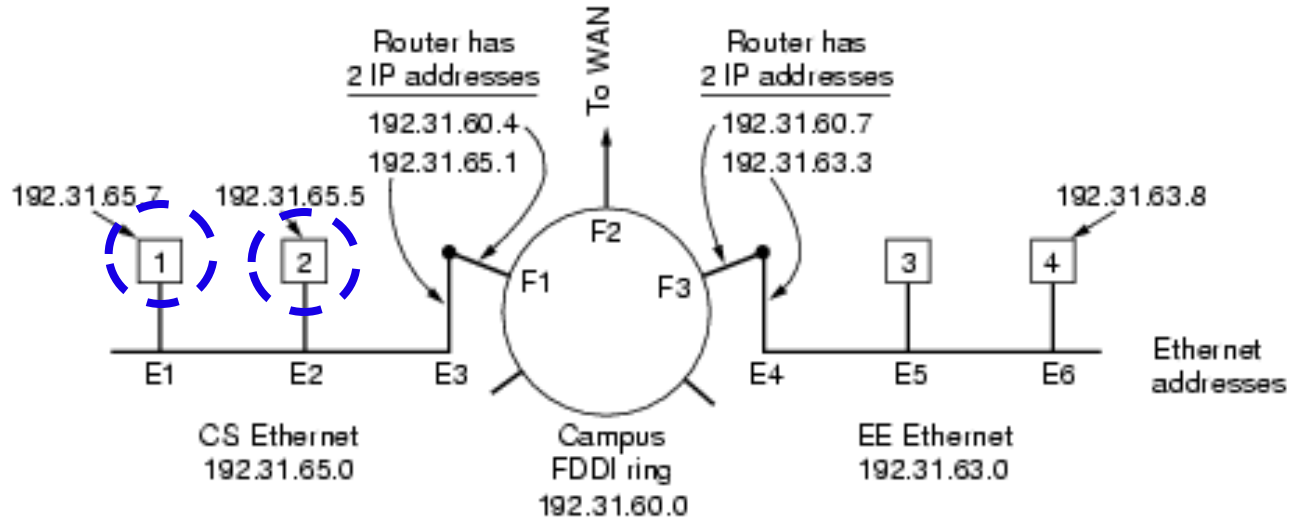 Router has
2 IP addresses
192.31.60.4
192.31.65.1
To WAN
Router has
2 IP addresses
192.31.60.7
192.31.63.3
192.31.65.7
192.31.65.5
192.31.63.8
1
2
F1
F2
F3
3
4
E1
E2
E3
E4
E5
E6
Ethernet
addresses
CS Ethernet
192.31.65.0
Campus
FDDI ring
192.31.60.0
EE Ethernet
192.31.63.0